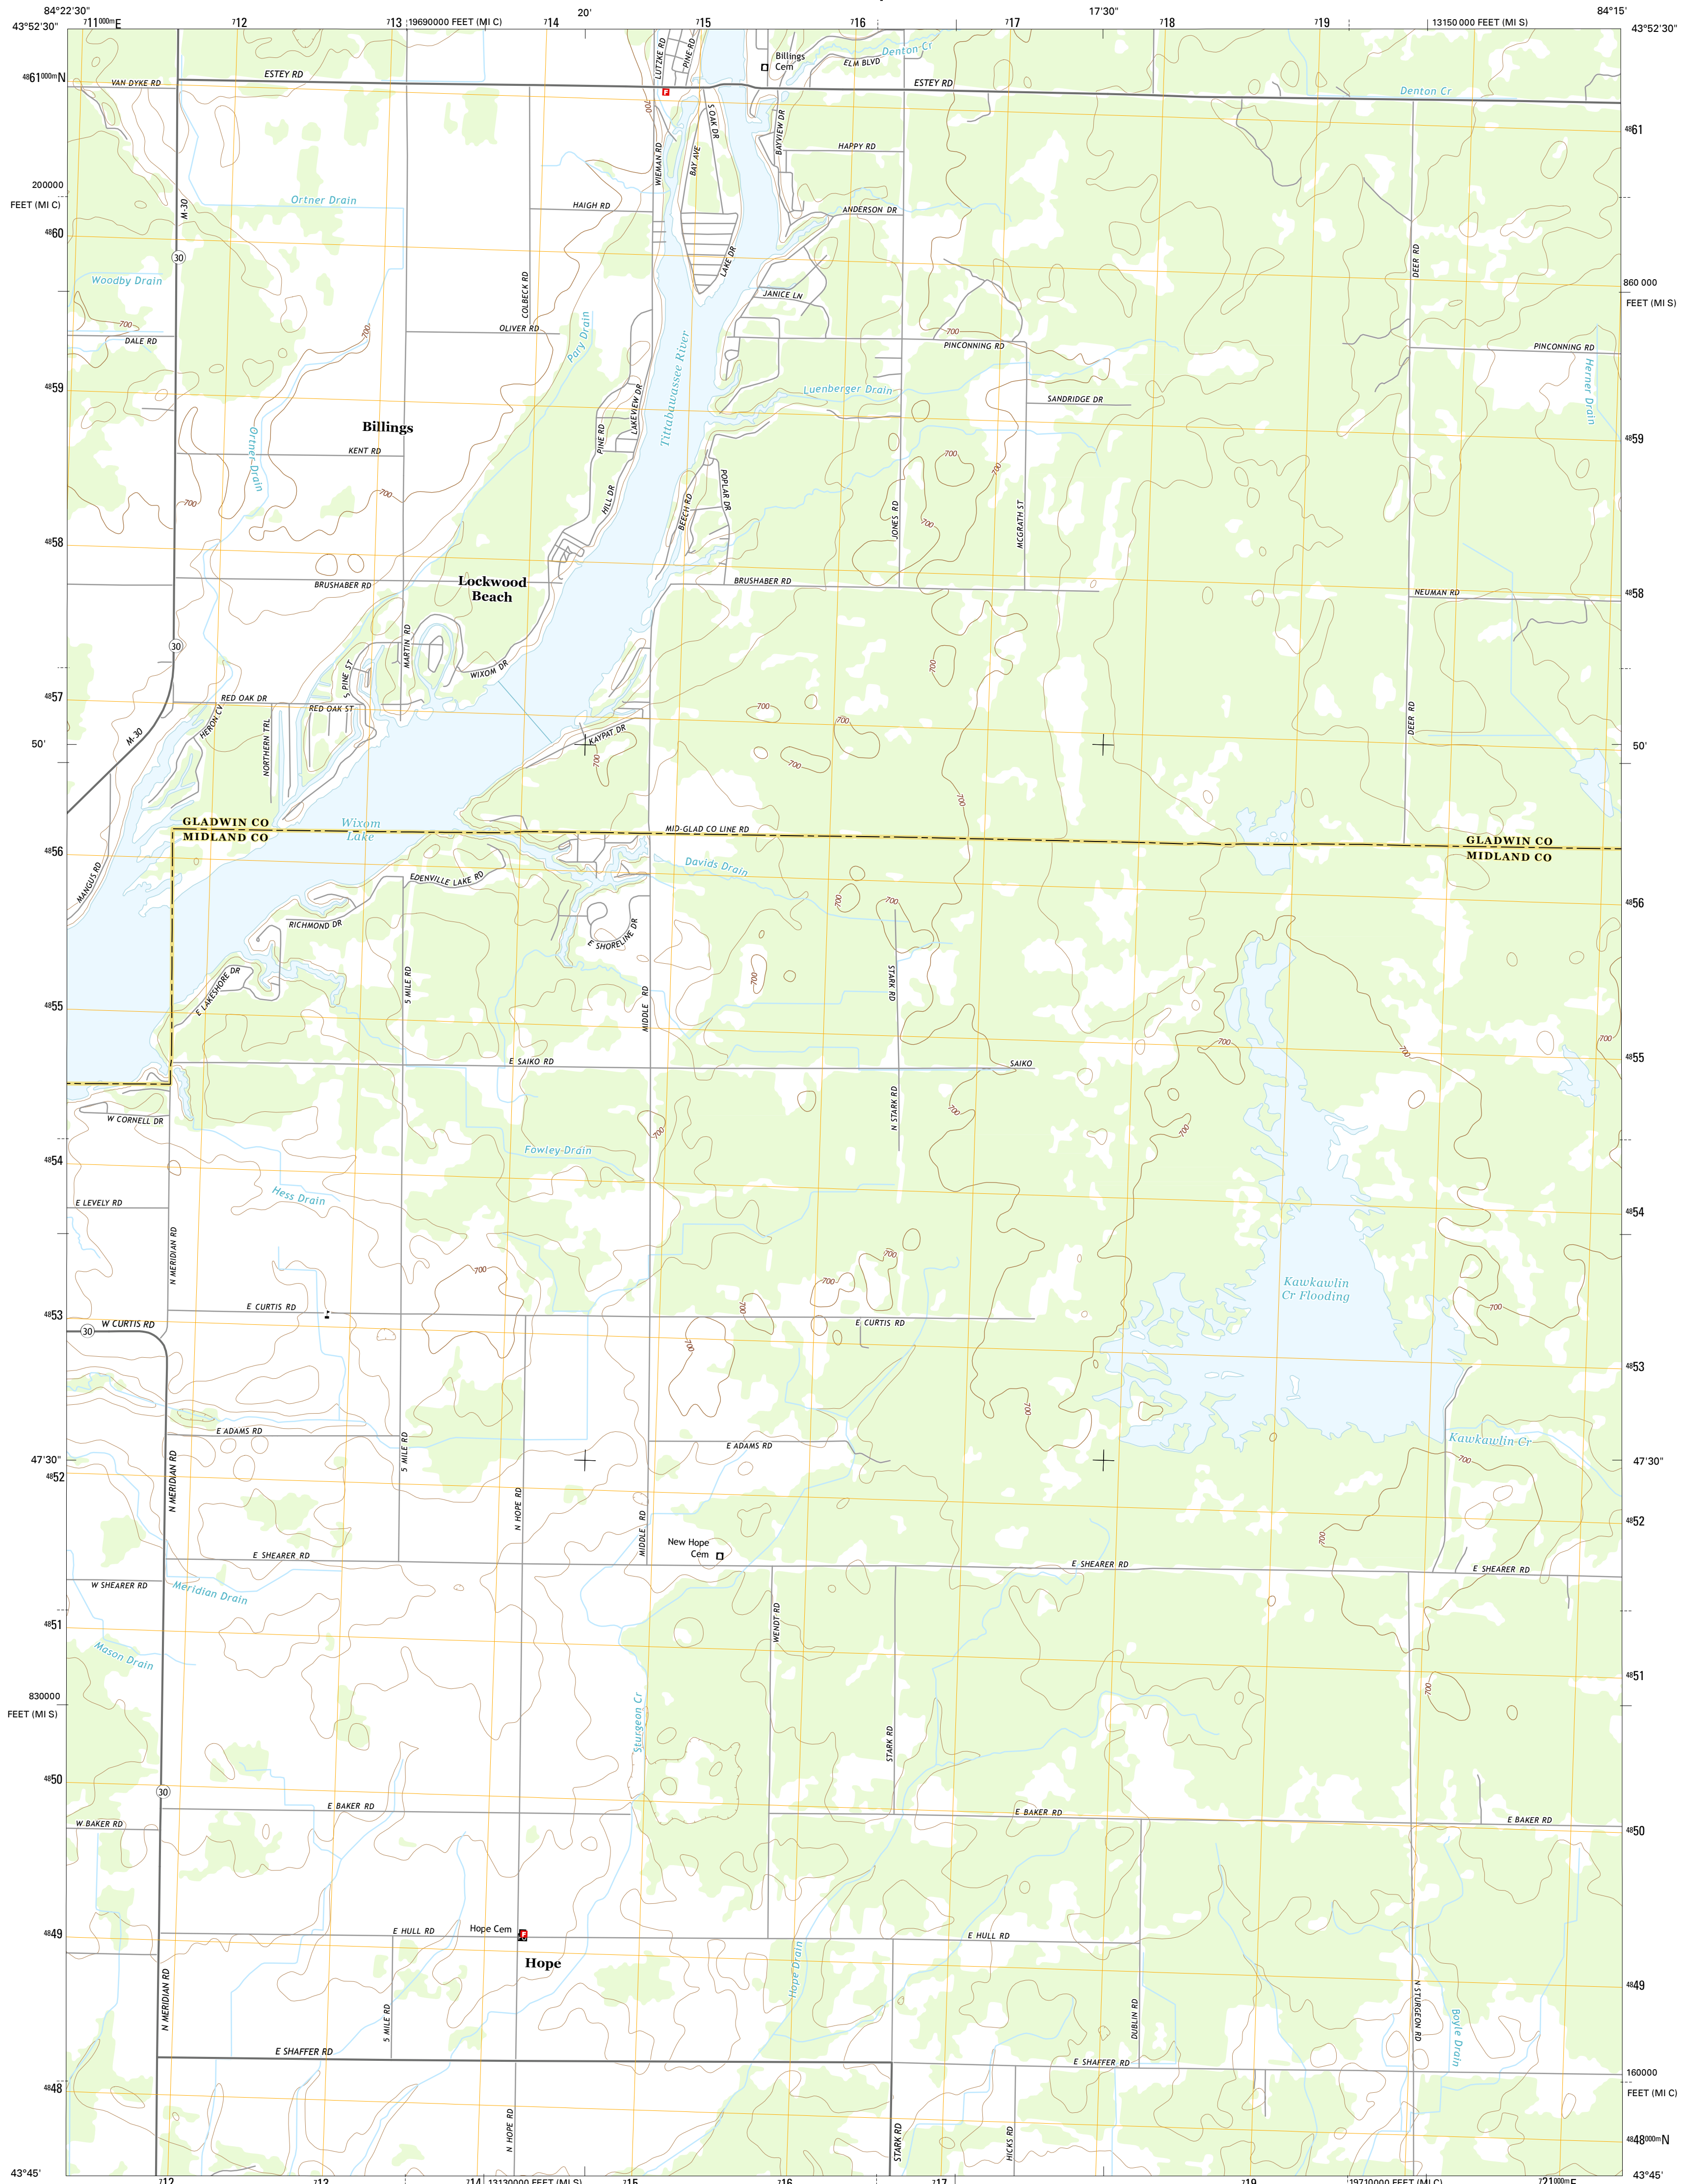 84°22'30"
711000mE
712
713
19690000 FEET (MI C)
714
20'
715
716
717
17'30"
718
719
13150 000 FEET (MI S)
84°15'
43°52'30"
43°52'30"
4861000mN
VAN DYKE RD
ESTEY RD
LUTZKE RD
PINE RD
Billings
Cem
ELM BLVD
Denton Cr
ESTEY RD
Denton Cr
4861
F
700
S OAK DR
BAYVIEW DR
HAPPY RD
WIEMAN RD
BAY AVE
200000
FEET (MI C)
M-30
Ortner Drain
HAIGH RD
ANDERSON DR
4860
30
LAKE DR
DEER RD
Woodby Drain
COLBECK RD
JANICE LN
860 000
FEET (MI S)
700
DALE RD
700
OLIVER RD
Pary Drain
Tittabawassee River
700
PINCONNING RD
PINCONNING RD
4859
Luenberger Drain
SANDRIDGE DR
Herner Drain
LAKEVIEW DR
Billings
PINE RD
4859
KENT RD
Ortner Drain
700
700
HILL DR
BEECH RD
POPLAR DR
JONES RD
700
700
700
MCGRATH ST
4858
BRUSHABER RD
Lockwood
Beach
BRUSHABER RD
NEUMAN RD
4858
30
MARTIN RD
S PINE ST
WIXOM DR
700
4857
RED OAK DR
RED OAK ST
HERON CV
NORTHERN TRL
M-30
KAYPAT DR
700
700
700
700
700
DEER RD
50'
50'
GLADWIN CO
MIDLAND CO
Wixom
Lake
MID-GLAD CO LINE RD
GLADWIN CO
MIDLAND CO
4856
MANGUS RD
EDENVILLE LAKE RD
Davids Drain
700
700
4856
RICHMOND DR
E SHORELINE DR
E LAKESHORE DR
5 MILE RD
MIDDLE RD
700
STARK RD
4855
E SAIKO RD
SAIKO
700
700
700
4855
W CORNELL DR
N STARK RD
700
700
700
4854
Fowley Drain
Hess Drain
E LEVELY RD
4854
N MERIDIAN RD
700
700
700
Kawkawlin
Cr Flooding
4853
E CURTIS RD
700
E CURTIS RD
700
30
W CURTIS RD
700
4853
700
E ADAMS RD
5 MILE RD
E ADAMS RD
Kawkawlin Cr
47'30"
4852
700
47'30"
N MERIDIAN RD
N HOPE RD
MIDDLE RD
700
4852
New Hope
Cem
E SHEARER RD
E SHEARER RD
E SHEARER RD
W SHEARER RD
Meridian Drain
WENDT RD
4851
Mason Drain
4851
700
830000
FEET (MI S)
Sturgeon Cr
STARK RD
4850
30
E BAKER RD
E BAKER RD
E BAKER RD
W BAKER RD
4850
4849
E HULL RD
Hope Cem
F
E HULL RD
Hope
Hope Drain
4849
N MERIDIAN RD
5 MILE RD
DUBLIN RD
N STURGEON RD
Boyle Drain
E SHAFFER RD
E SHAFFER RD
4848
160000
FEET (MI C)
N HOPE RD
STARK RD
HICKS RD
4848000mN
43°45'
712
713
714
13130000 FEET (MI S)
715
716
717
719
19710000 FEET (MI C)
721000mE
43°45'